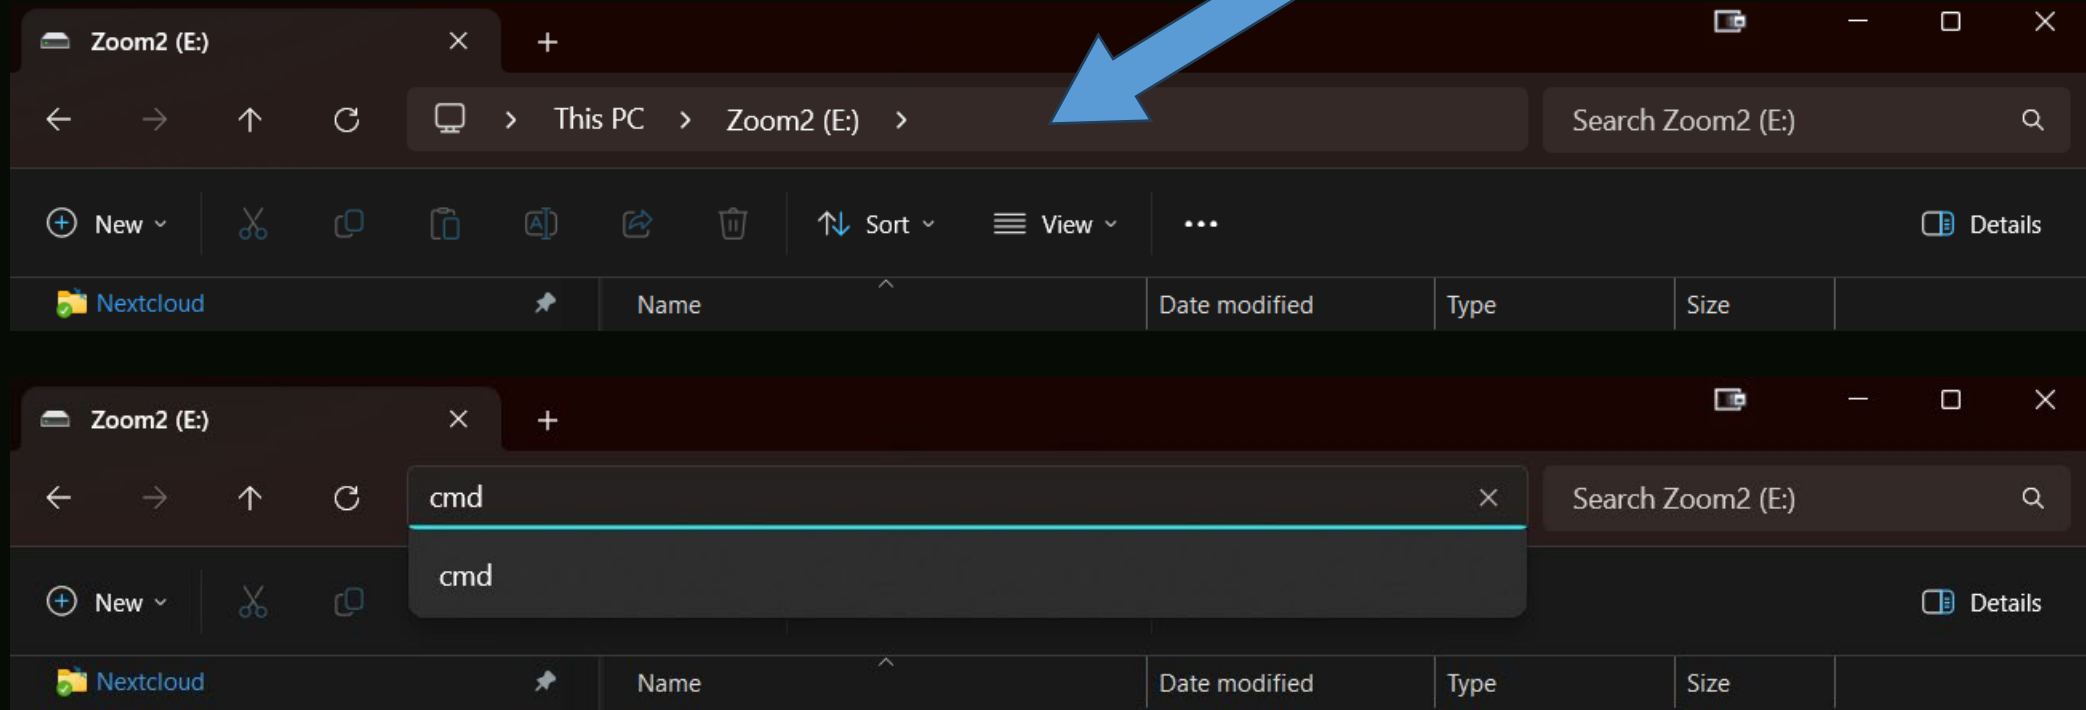 Zoom2 (E:)
This PC Zoom2 (E:) Search Zoom2 (E:)
New Sort View Details
Nextcloud Name Date modified Type Size
Zoom2 (E:)
cmd Search Zoom2 (E:)
cmd
New Details
Nextcloud Name Date modified Type Size